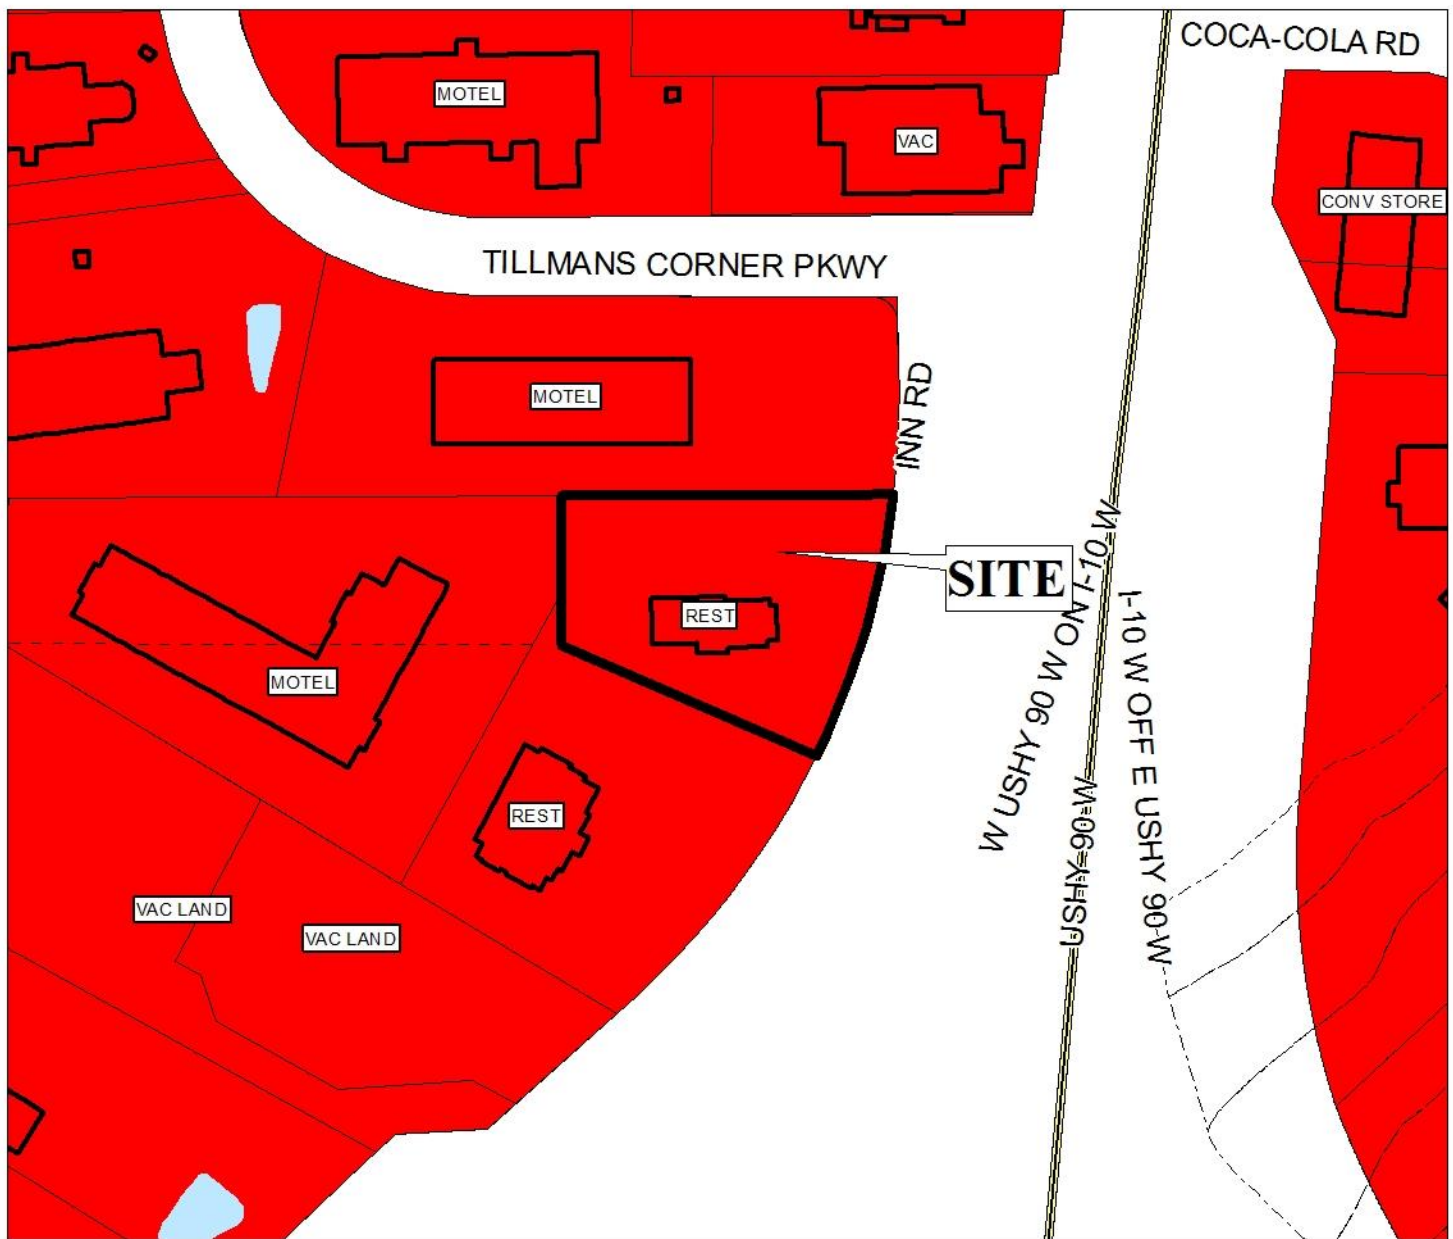 COCA-COLA RD
MOTEL
VAC
CONV STORE
TILLMANS CORNER PKWY
MOTEL
INN RD
SITE
REST
MOTEL
W USHY 90 W ON I-10 W
I-10 W OFF E USHY 90 W
USHY 90 W
REST
VAC LAND
VAC LAND